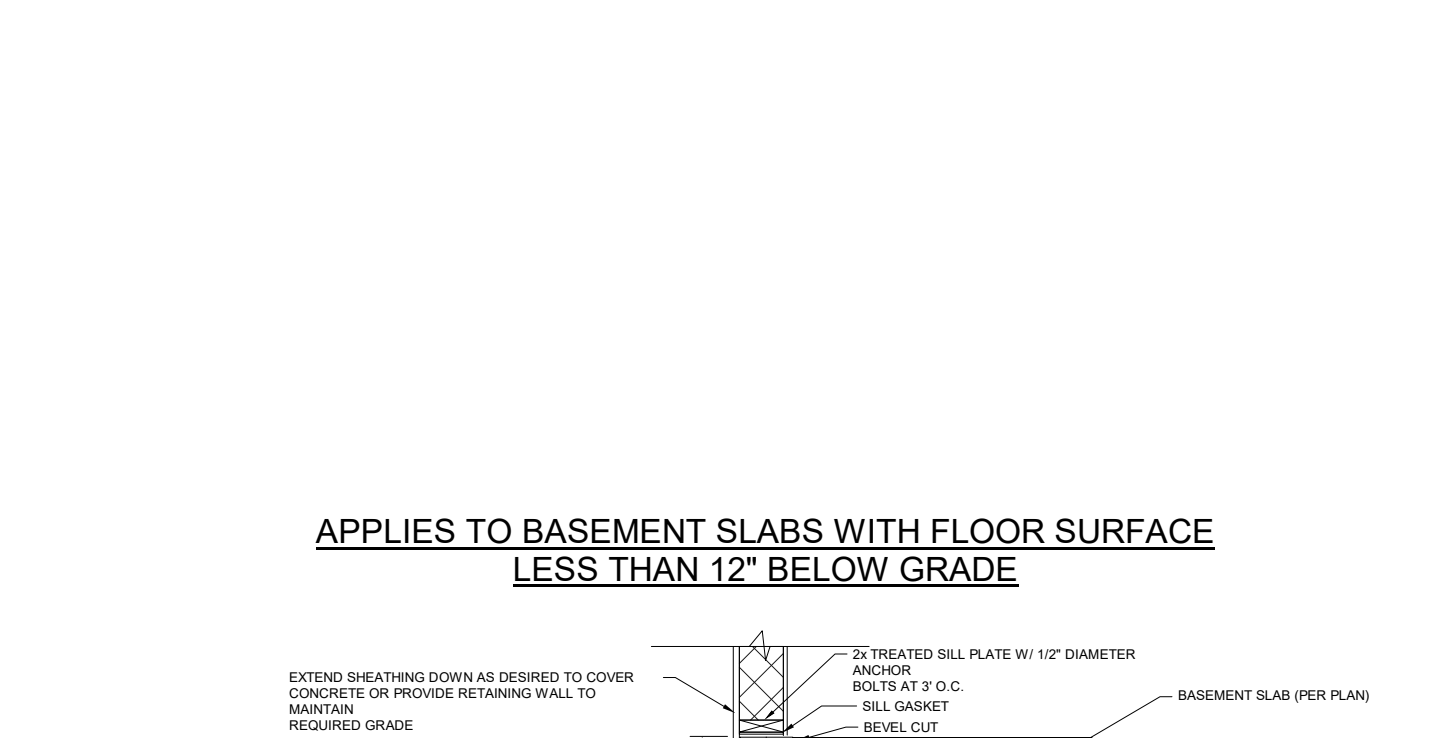 APPLIES TO BASEMENT SLABS WITH FLOOR SURFACE
LESS THAN 12" BELOW GRADE
2x TREATED SILL PLATE W/ 1/2" DIAMETER
ANCHOR
BOLTS AT 3' O.C.
EXTEND SHEATHING DOWN AS DESIRED TO COVER
CONCRETE OR PROVIDE RETAINING WALL TO
MAINTAIN
REQUIRED GRADE
BASEMENT SLAB (PER PLAN)
SILL GASKET
BEVEL CUT